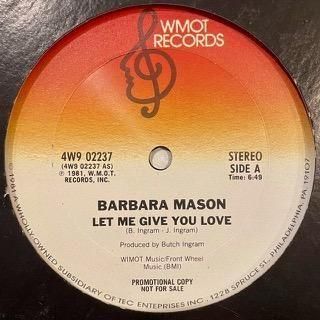 WMOT
RECORDS
4W9 02237
(4W9 02237 AS)
℗ 1981, W.M.O.T.
RECORDS, INC.
STEREO
SIDE A
Time: 6:49
BARBARA MASON
LET ME GIVE YOU LOVE
(B. Ingram - J. Ingram)
Produced by Butch Ingram
WIMOT Music/Front Wheel
Music (BMI)
PROMOTIONAL COPY
NOT FOR SALE
© 1981 A WHOLLY OWNED SUBSIDIARY OF TEC ENTERPRISES INC. · 1228 SPRUCE ST., PHILADELPHIA, PA 19107